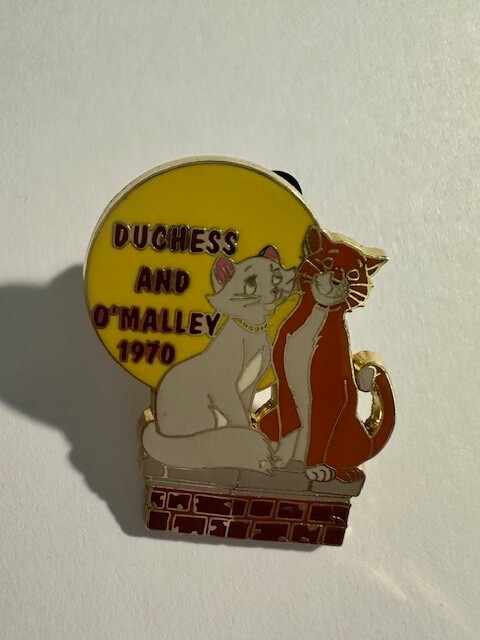 DUCHESS
AND
O'MALLEY
1970